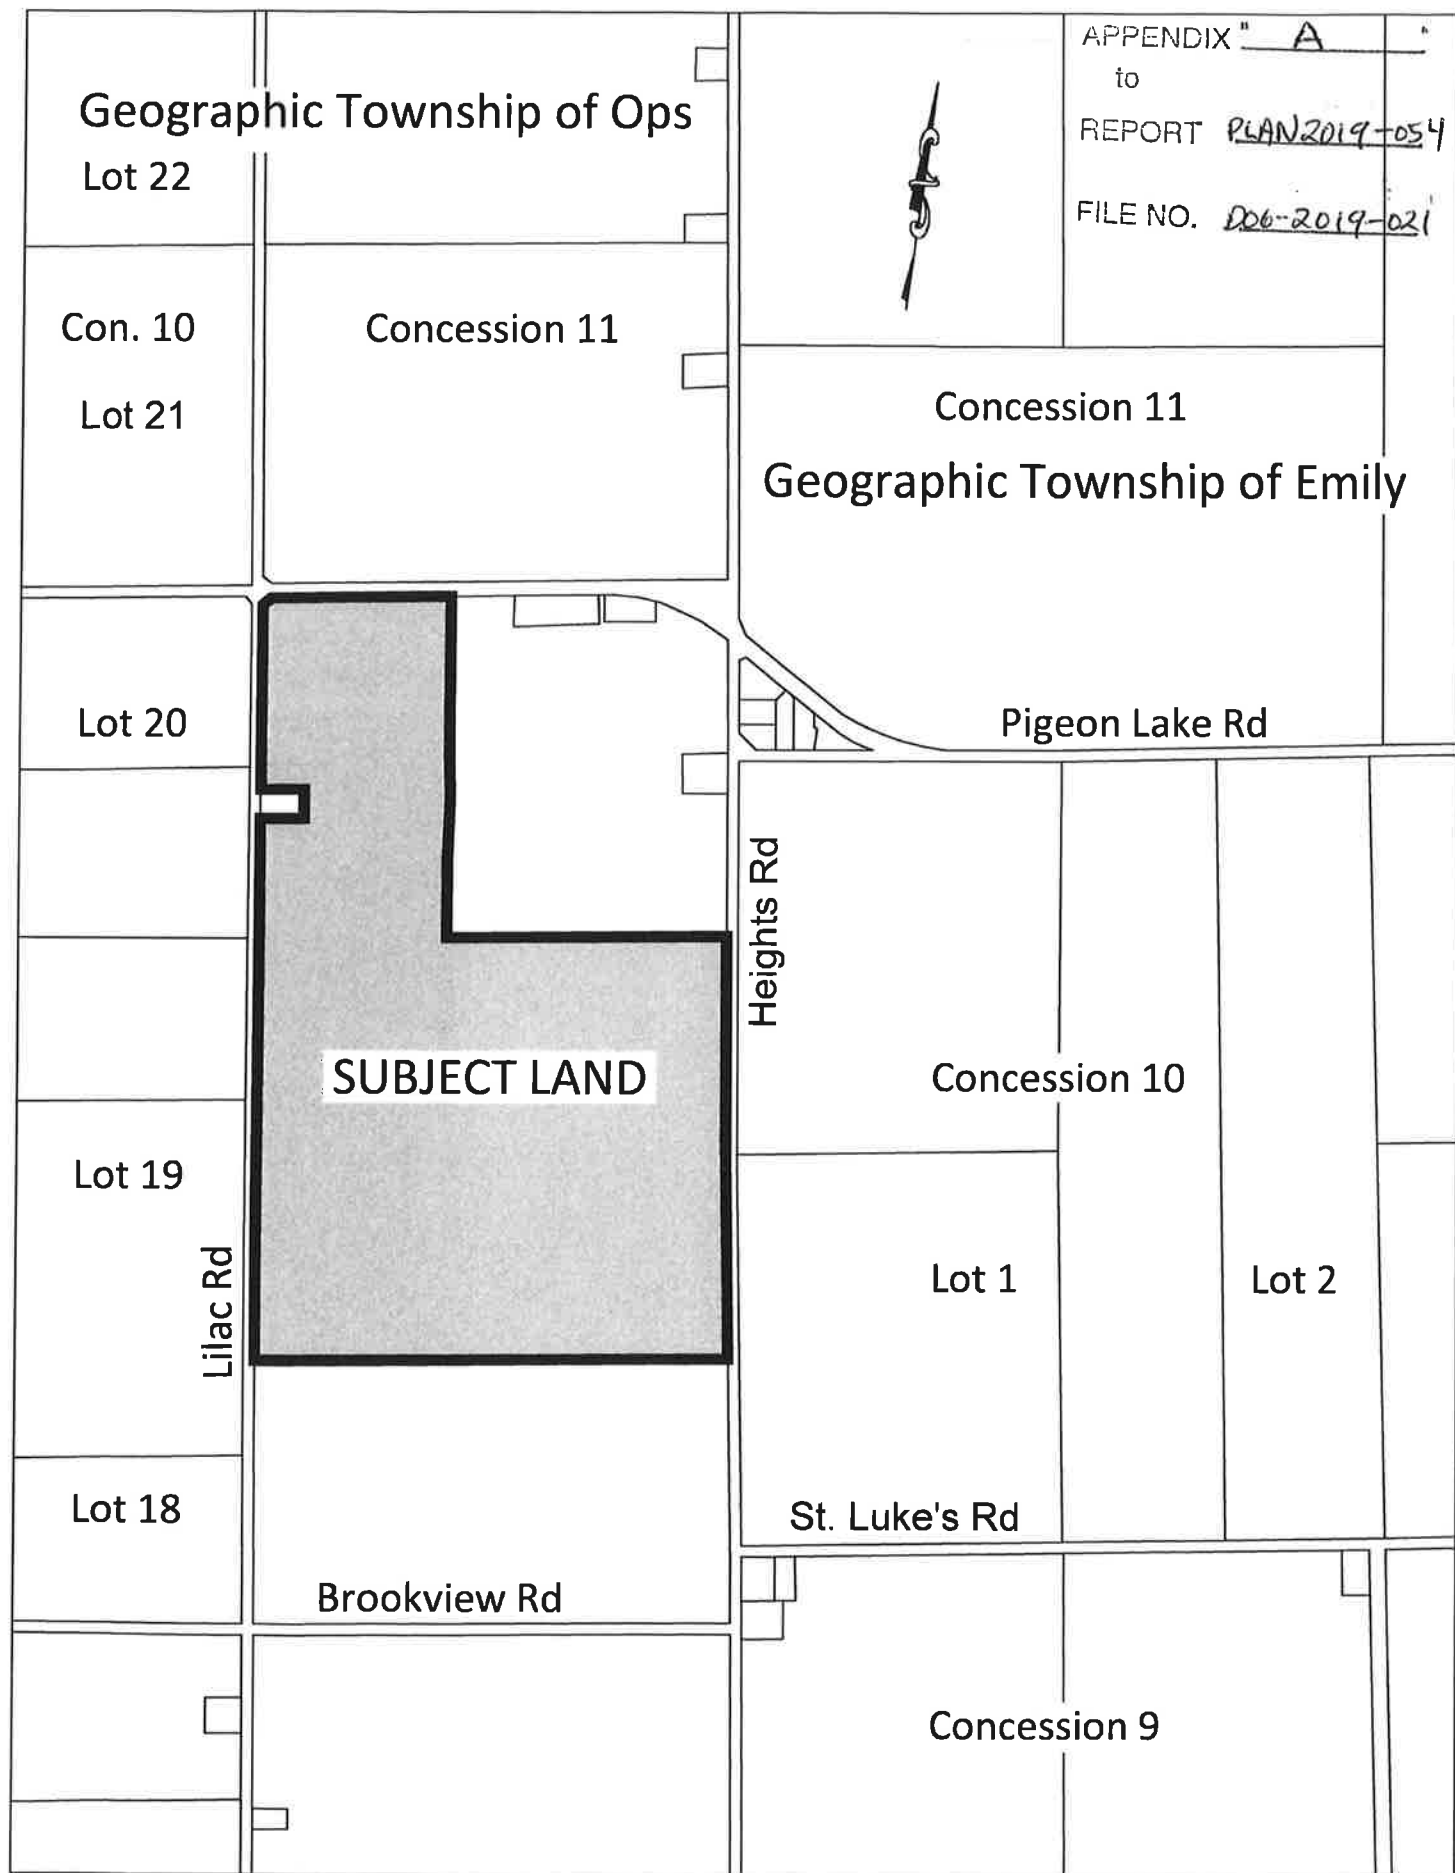 APPENDIX " A "
to
REPORT PLAN2019-054
FILE NO. D06-2019-021
Geographic Township of Ops
Lot 22
Con. 10
Concession 11
Lot 21
Concession 11
Geographic Township of Emily
Lot 20
Pigeon Lake Rd
Heights Rd
SUBJECT LAND
Concession 10
Lot 19
Lilac Rd
Lot 1
Lot 2
Lot 18
St. Luke's Rd
Brookview Rd
Concession 9